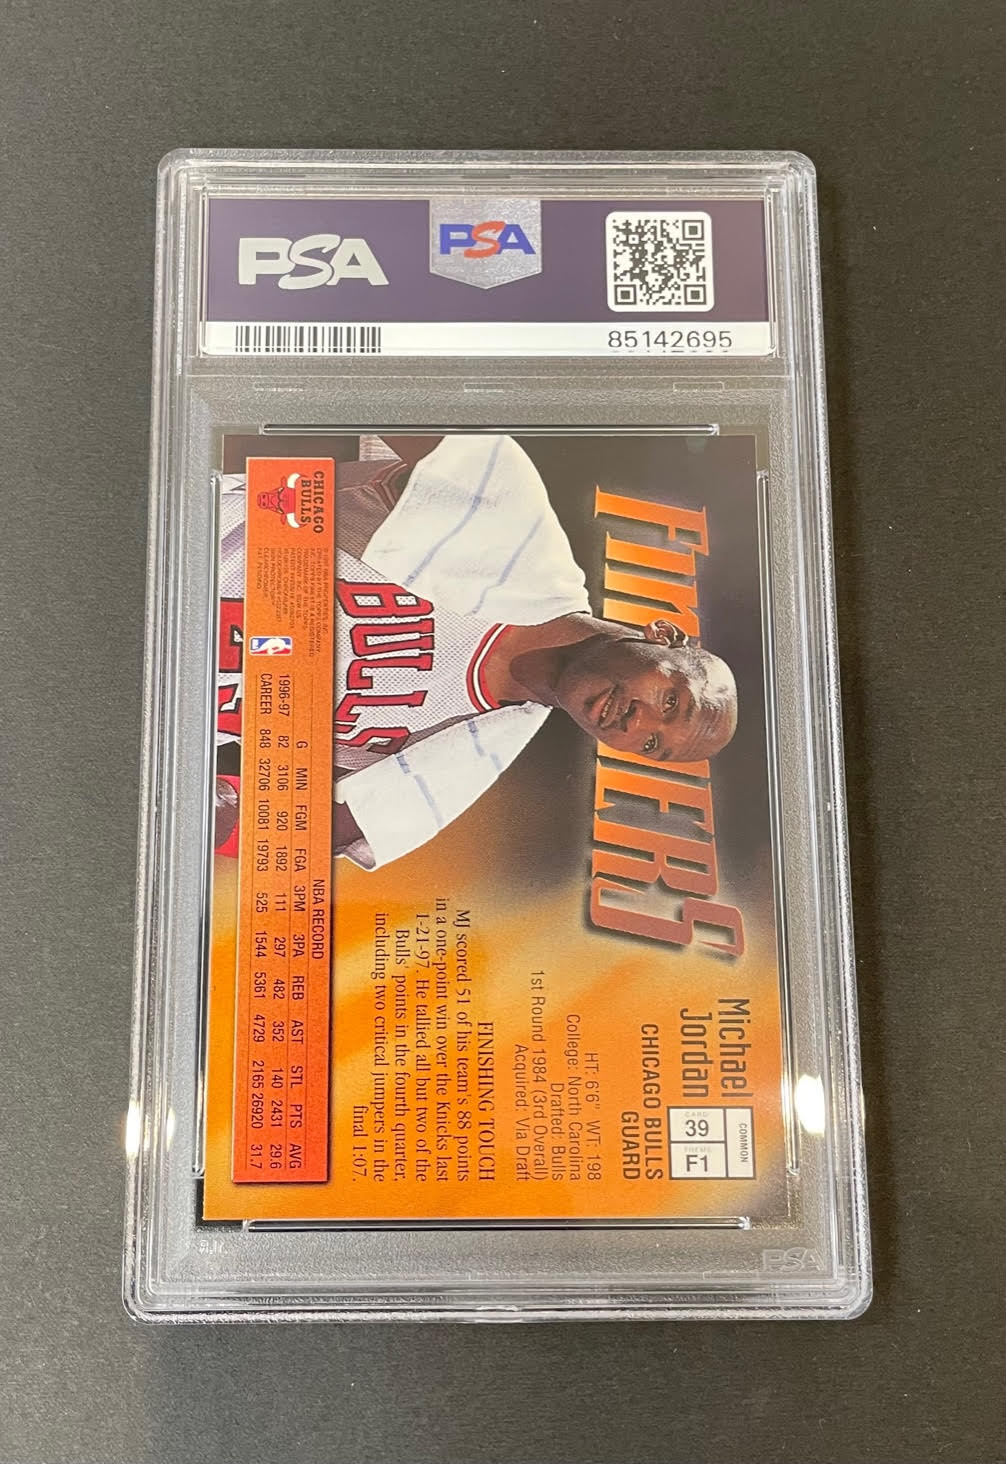 PSA
PSA
85142695
FINISHERS
Michael
Jordan
COMMON
CARD
39
THEME
F1
CHICAGO BULLS
GUARD
HT: 6'6" WT: 198
College: North Carolina
Drafted: Bulls
1st Round 1984 (3rd Overall)
Acquired: Via Draft
FINISHING TOUCH
MJ scored 51 of his team's 88 points
in a one-point win over the Knicks last
1-21-97. He tallied all but two of the
Bulls' points in the fourth quarter,
including two critical jumpers in the
final 1:07.
BULLS
CHICAGO
BULLS
NBA RECORD
G MIN FGM FGA 3PM 3PA REB AST STL PTS AVG
1996-97 82 3106 920 1892 111 297 482 352 140 2431 29.6
CAREER 848 32706 10081 19793 525 1544 5361 4729 2165 26920 31.7
PSA